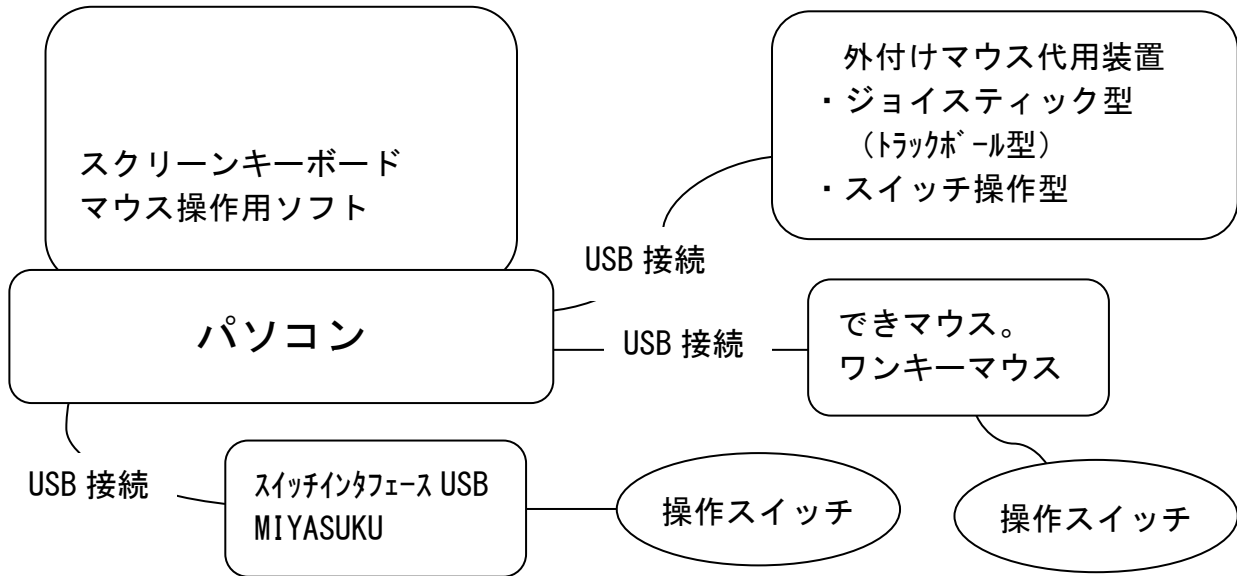 外付けマウス代用装置
・ジョイスティック型
（ﾄﾗｯｸﾎﾞｰﾙ型）
・スイッチ操作型
スクリーンキーボード
マウス操作用ソフト
USB 接続
パソコン
USB 接続
できマウス。
ワンキーマウス
USB 接続
ｽｲｯﾁｲﾝﾀﾌｪｰｽ USB
MIYASUKU
操作スイッチ
操作スイッチ